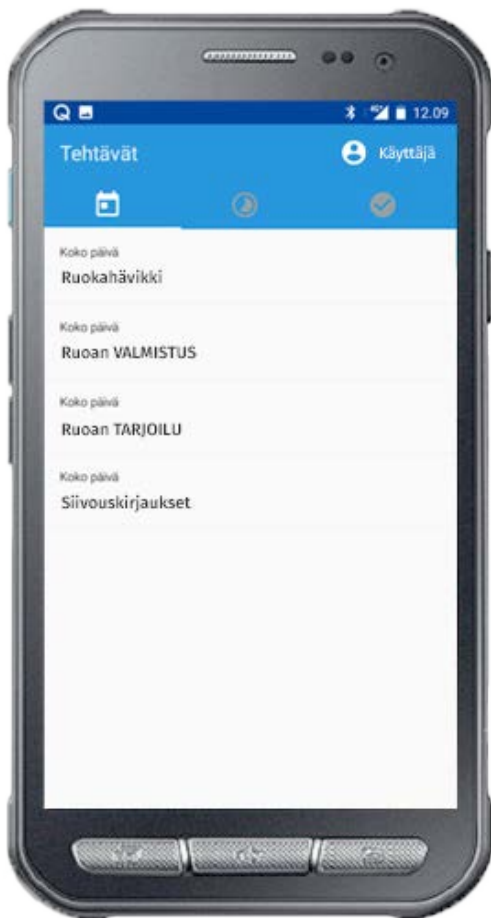 12.09
Tehtävät
Käyttäjä
Koko päivä
Ruokahävikki
Koko päivä
Ruoan VALMISTUS
Koko päivä
Ruoan TARJOILU
Koko päivä
Siivouskirjaukset